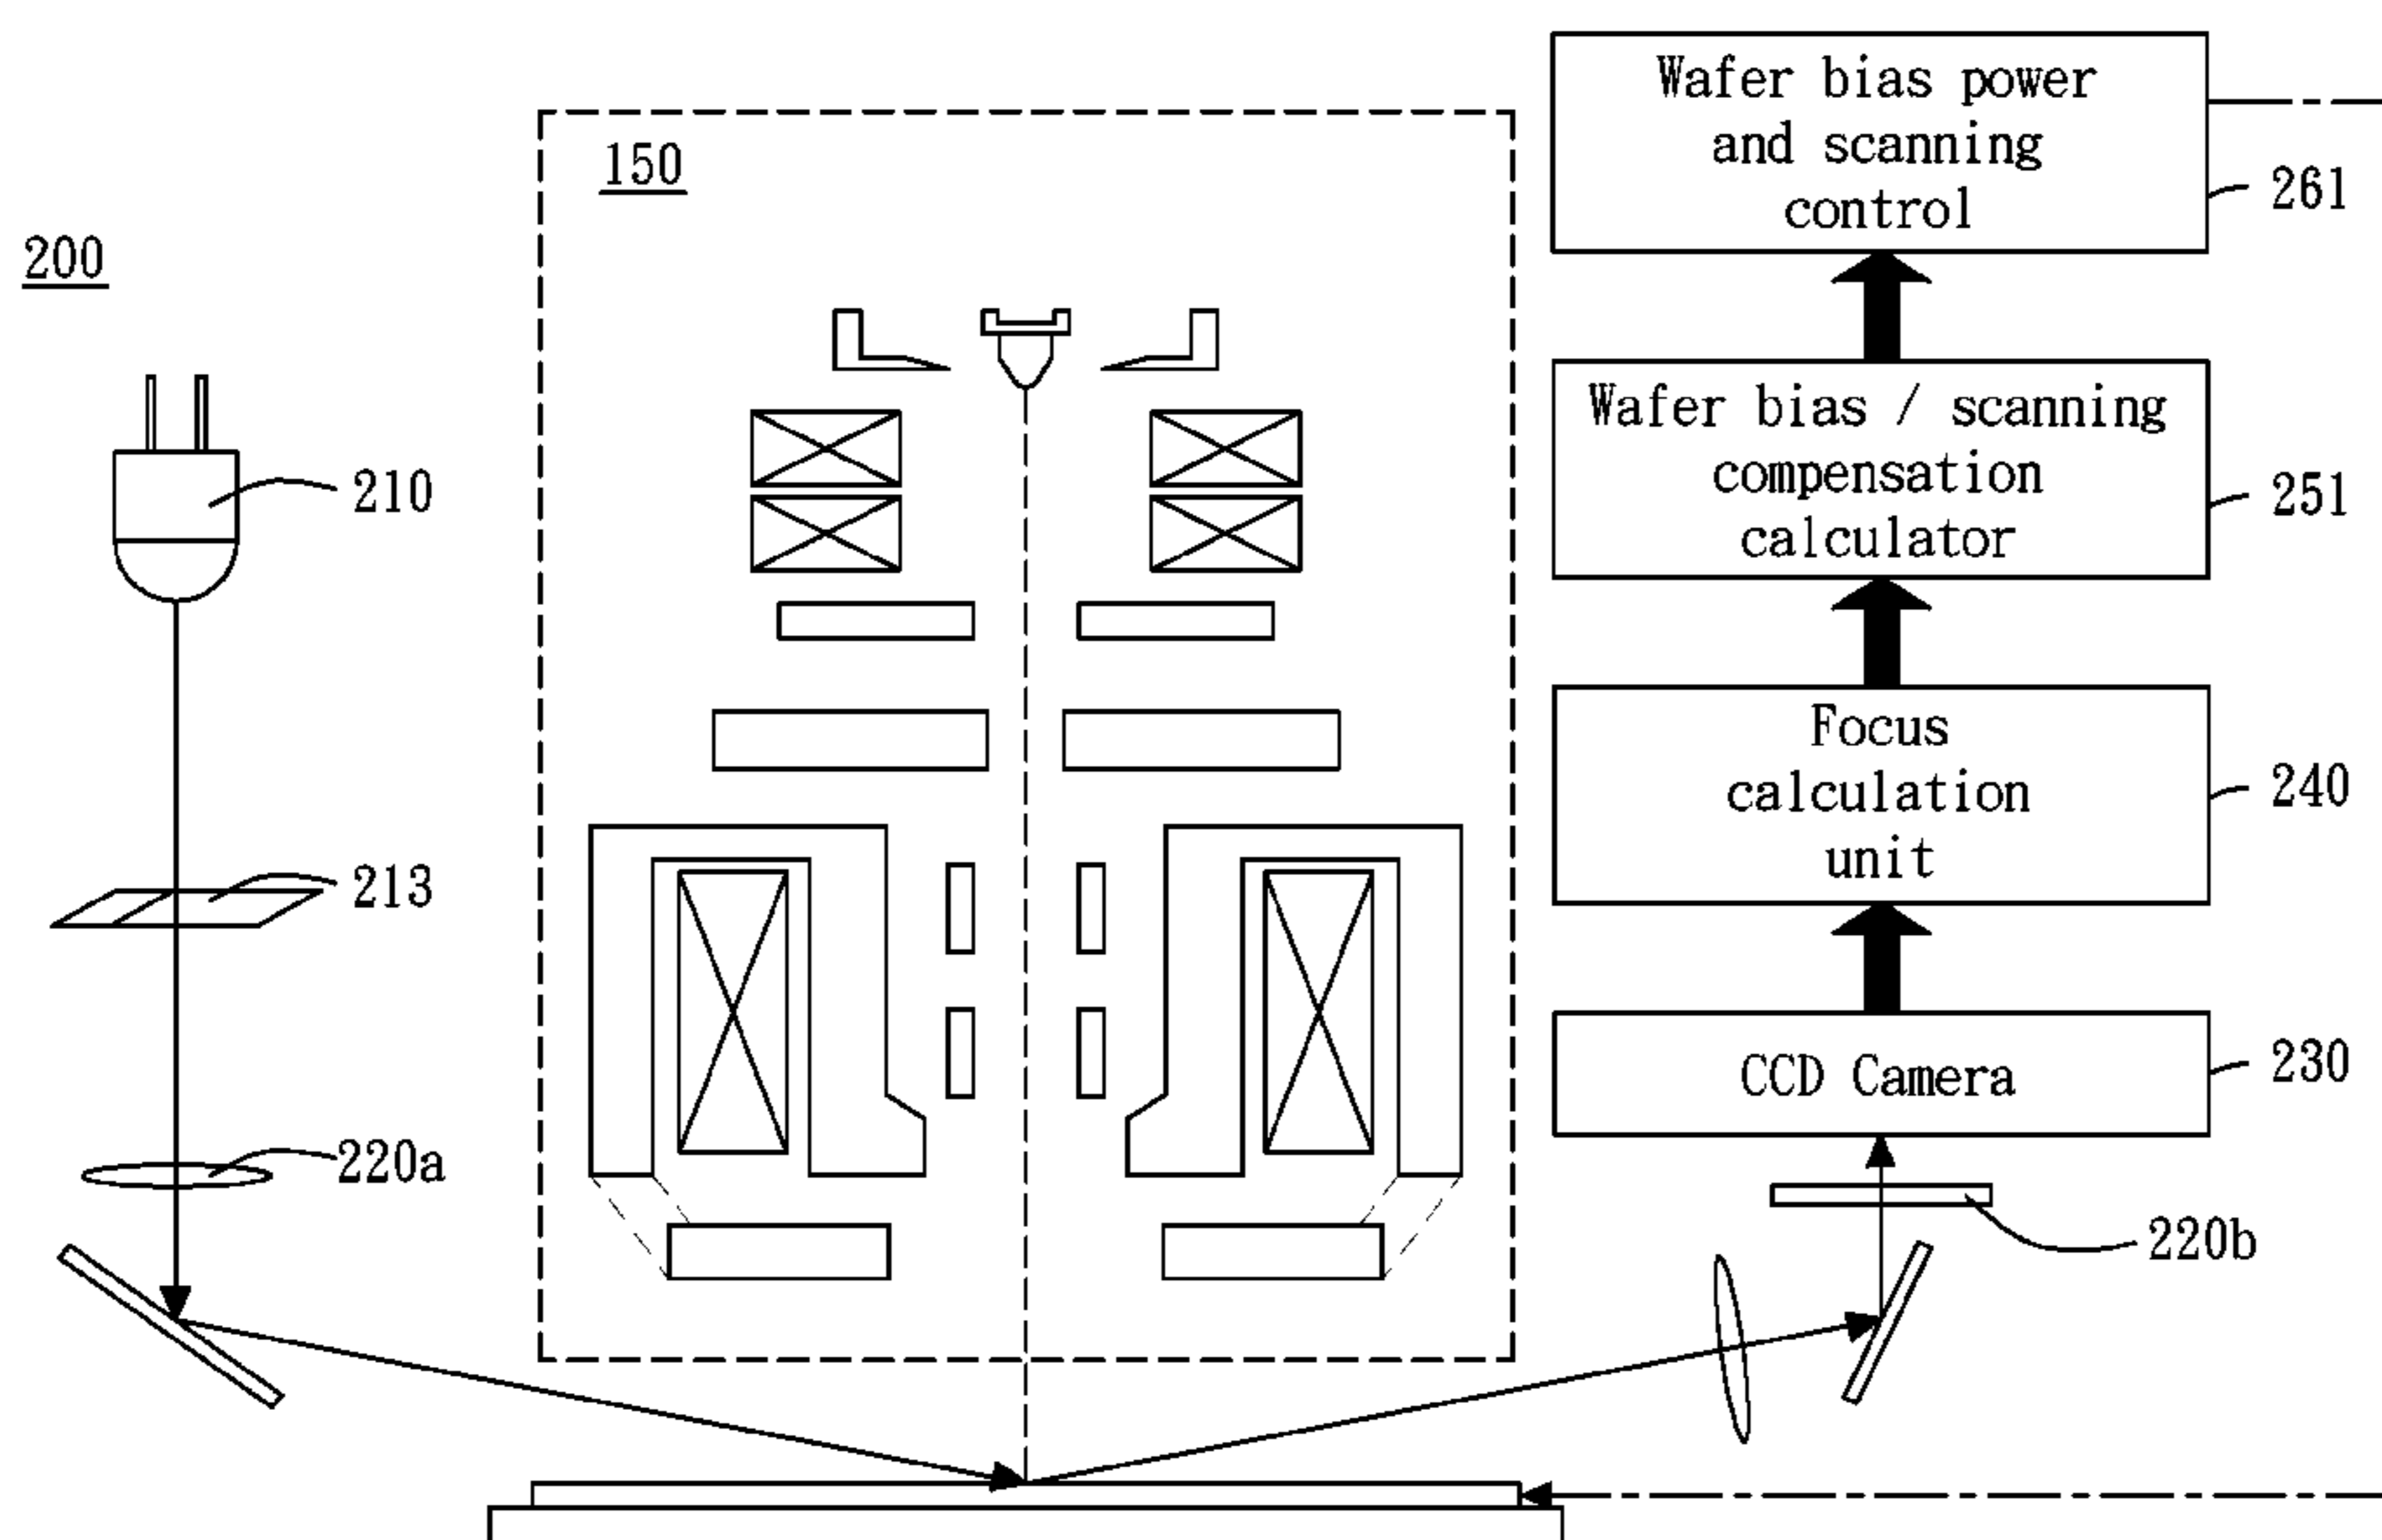 Wafer bias power
and scanning
control
261
150
200
Wafer bias / scanning
compensation
calculator
251
210
Focus
calculation
unit
240
213
CCD Camera
230
220a
220b